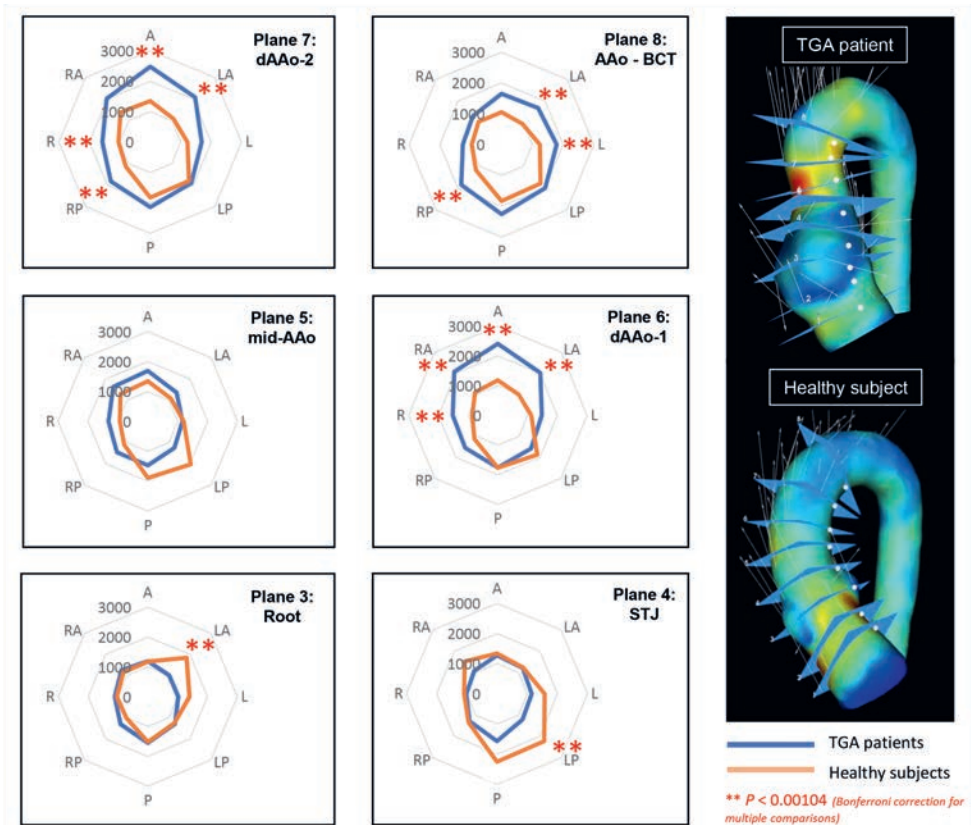 Plane 7:
dAAo-2
A
**
3000
RA
2000
LA
**
1000
R
**
0
L
**
RP
LP
P
Plane 8:
AAo - BCT
A
3000
RA
2000
LA
**
1000
R
0
**
L
**
RP
LP
P
Plane 5:
mid-AAo
A
3000
RA
2000
LA
1000
R
0
L
RP
LP
P
Plane 6:
dAAo-1
A
**
3000
RA
**
2000
LA
**
1000
R
**
0
L
RP
LP
P
Plane 3:
Root
A
3000
RA
2000
LA
**
1000
R
0
L
RP
LP
P
Plane 4:
STJ
A
3000
RA
2000
LA
1000
R
0
L
RP
**
LP
P
TGA patient
4
3
2
Healthy subject
TGA patients
Healthy subjects
** P < 0.00104 (Bonferroni correction for
multiple comparisons)